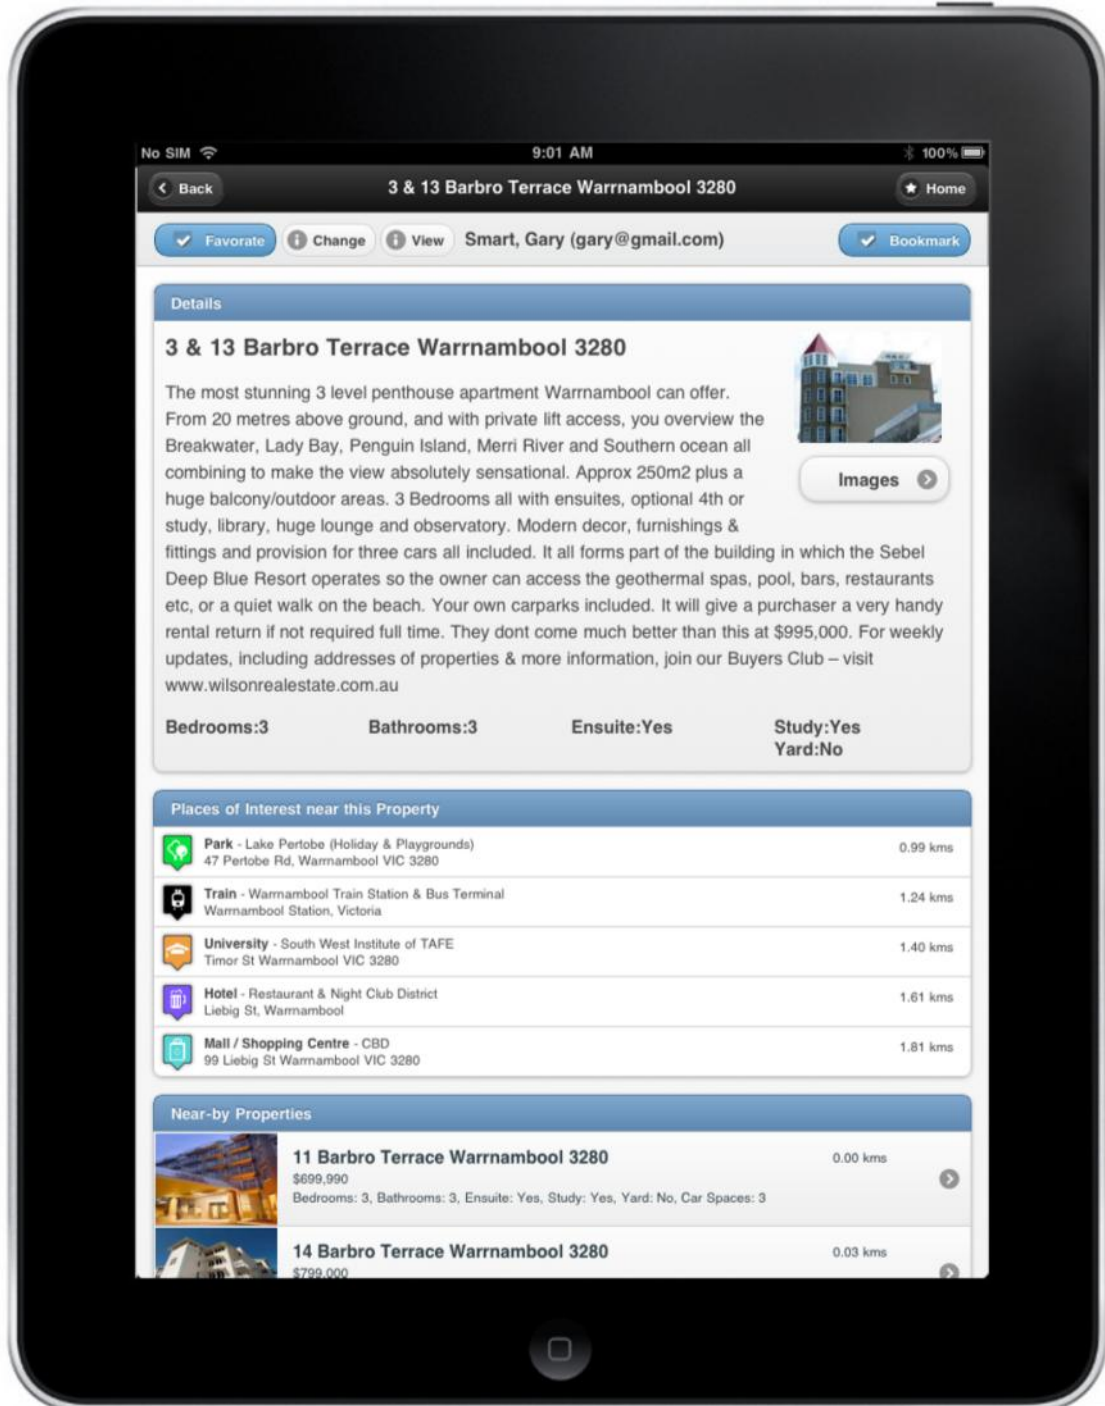 No SIM 9:01 AM 100%
Back 3 & 13 Barbro Terrace Warrnambool 3280 Home
Favorate Change View Smart, Gary (gary@gmail.com) Bookmark
Details
3 & 13 Barbro Terrace Warrnambool 3280
The most stunning 3 level penthouse apartment Warrnambool can offer.
From 20 metres above ground, and with private lift access, you overview the
Breakwater, Lady Bay, Penguin Island, Merri River and Southern ocean all
combining to make the view absolutely sensational. Approx 250m2 plus a
huge balcony/outdoor areas. 3 Bedrooms all with ensuites, optional 4th or
study, library, huge lounge and observatory. Modern decor, furnishings &
fittings and provision for three cars all included. It all forms part of the building in which the Sebel
Deep Blue Resort operates so the owner can access the geothermal spas, pool, bars, restaurants
etc, or a quiet walk on the beach. Your own carparks included. It will give a purchaser a very handy
rental return if not required full time. They dont come much better than this at $995,000. For weekly
updates, including addresses of properties & more information, join our Buyers Club – visit
www.wilsonrealestate.com.au
Images
Bedrooms:3 Bathrooms:3 Ensuite:Yes Study:Yes
Yard:No
Places of Interest near this Property
Park - Lake Pertobe (Holiday & Playgrounds) 0.99 kms
47 Pertobe Rd, Warrnambool VIC 3280
Train - Warrnambool Train Station & Bus Terminal 1.24 kms
Warrnambool Station, Victoria
University - South West Institute of TAFE 1.40 kms
Timor St Warrnambool VIC 3280
Hotel - Restaurant & Night Club District 1.61 kms
Liebig St, Warrnambool
Mall / Shopping Centre - CBD 1.81 kms
99 Liebig St Warrnambool VIC 3280
Near-by Properties
11 Barbro Terrace Warrnambool 3280 0.00 kms
$699,990
Bedrooms: 3, Bathrooms: 3, Ensuite: Yes, Study: Yes, Yard: No, Car Spaces: 3
14 Barbro Terrace Warrnambool 3280 0.03 kms
$799,000